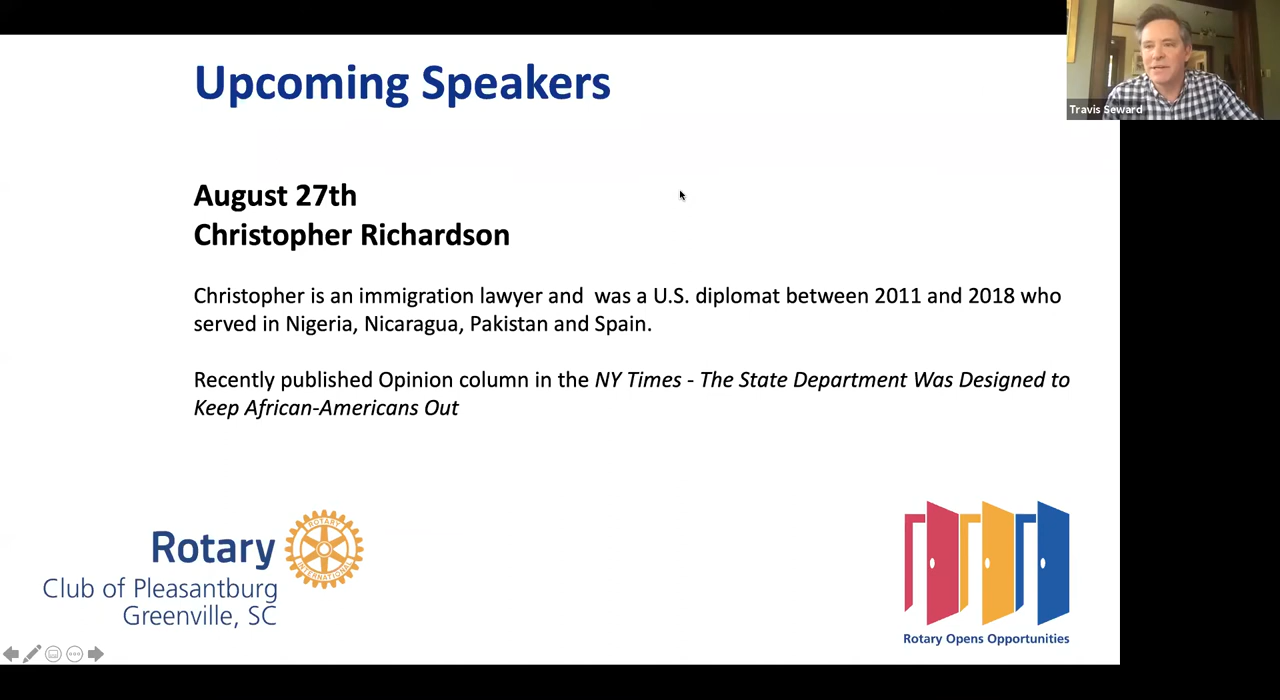 Upcoming Speakers
Travis Seward
August 27th
Christopher Richardson
Christopher is an immigration lawyer and  was a U.S. diplomat between 2011 and 2018 who
served in Nigeria, Nicaragua, Pakistan and Spain.
Recently published Opinion column in the NY Times - The State Department Was Designed to
Keep African-Americans Out
Rotary
ROTARY
INTERNATIONAL
Club of Pleasantburg
Greenville, SC
Rotary Opens Opportunities